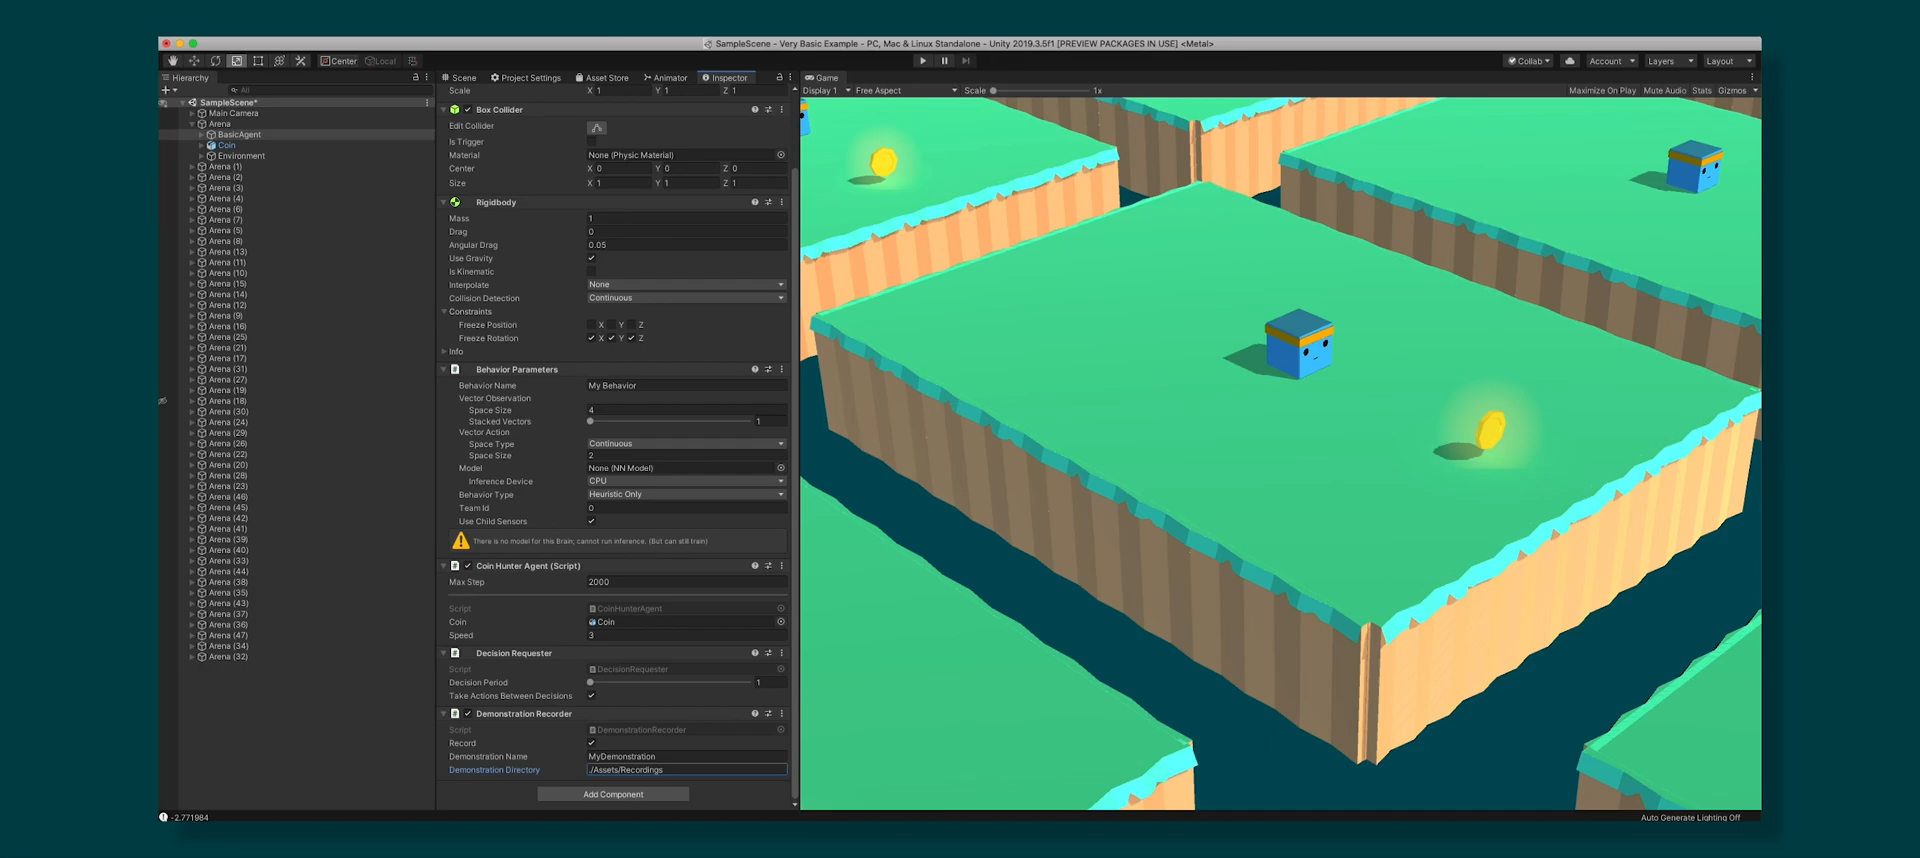 SampleScene - Very Basic Example - PC, Mac & Linux Standalone - Unity 2019.3.5f1 [PREVIEW PACKAGES IN USE] <Metal>
Center Local Collab Account Layers Layout
Hierarchy
All
SampleScene*
Main Camera
Arena
BasicAgent
Coin
Environment
Arena (1)
Arena (2)
Arena (3)
Arena (4)
Arena (6)
Arena (7)
Arena (5)
Arena (8)
Arena (13)
Arena (11)
Arena (10)
Arena (15)
Arena (14)
Arena (12)
Arena (9)
Arena (16)
Arena (25)
Arena (21)
Arena (17)
Arena (31)
Arena (27)
Arena (19)
Arena (18)
Arena (30)
Arena (24)
Arena (29)
Arena (26)
Arena (22)
Arena (20)
Arena (28)
Arena (23)
Arena (46)
Arena (45)
Arena (42)
Arena (41)
Arena (39)
Arena (40)
Arena (33)
Arena (44)
Arena (38)
Arena (35)
Arena (43)
Arena (37)
Arena (36)
Arena (47)
Arena (34)
Arena (32)
Scene Project Settings Asset Store Animator Inspector
Scale X 1 Y 1 Z 1
Box Collider
Edit Collider
Is Trigger
Material None (Physic Material)
Center X 0 Y 0 Z 0
Size X 1 Y 1 Z 1
Rigidbody
Mass 1
Drag 0
Angular Drag 0.05
Use Gravity
Is Kinematic
Interpolate None
Collision Detection Continuous
Constraints
Freeze Position X Y Z
Freeze Rotation X Y Z
Info
Behavior Parameters
Behavior Name My Behavior
Vector Observation
Space Size 4
Stacked Vectors 1
Vector Action
Space Type Continuous
Space Size 2
Model None (NN Model)
Inference Device CPU
Behavior Type Heuristic Only
Team Id 0
Use Child Sensors
There is no model for this Brain; cannot run inference. (But can still train)
Coin Hunter Agent (Script)
Max Step 2000
Script CoinHunterAgent
Coin Coin
Speed 3
Decision Requester
Script DecisionRequester
Decision Period 1
Take Actions Between Decisions
Demonstration Recorder
Script DemonstrationRecorder
Record
Demonstration Name MyDemonstration
Demonstration Directory ./Assets/Recordings
Add Component
Game
Display 1 Free Aspect Scale 1x Maximize On Play Mute Audio Stats Gizmos
-2.771984
Auto Generate Lighting Off